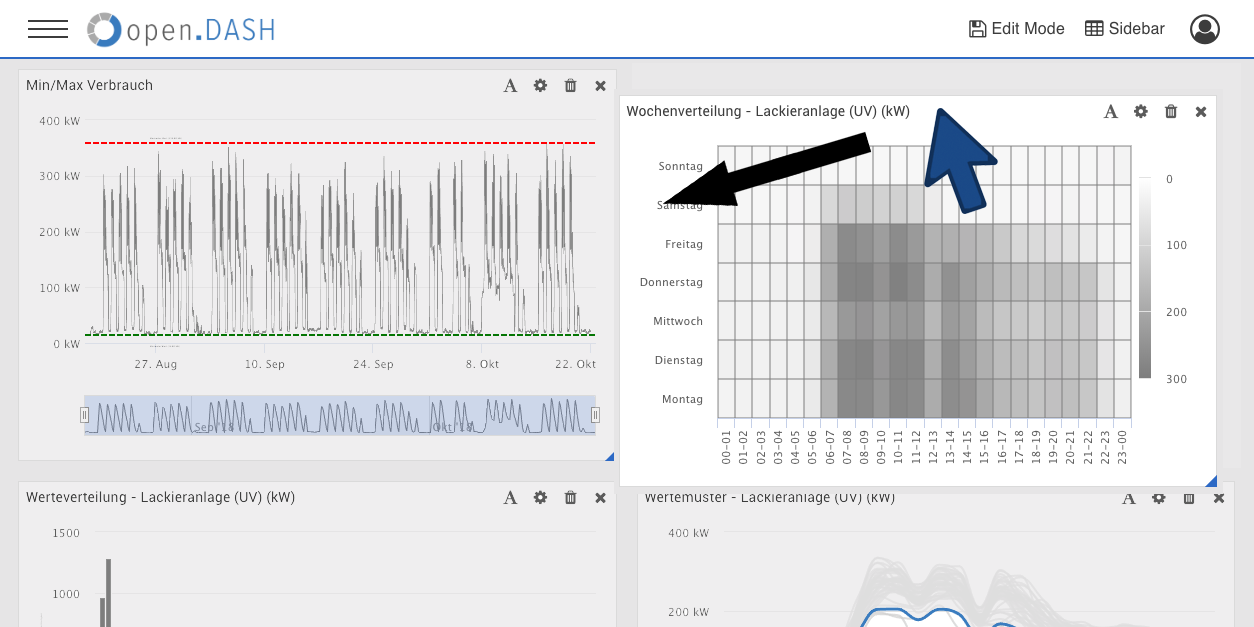 open.DASH
Edit Mode
Sidebar
Min/Max Verbrauch
A
400 kW
300 kW
200 kW
100 kW
0 kW
27. Aug
10. Sep
24. Sep
8. Okt
22. Okt
Sep '18
Okt '18
Wochenverteilung - Lackieranlage (UV) (kW)
A
Sonntag
Samstag
Freitag
Donnerstag
Mittwoch
Dienstag
Montag
00-01
01-02
02-03
03-04
04-05
05-06
06-07
07-08
08-09
09-10
10-11
11-12
12-13
13-14
14-15
15-16
16-17
17-18
18-19
19-20
20-21
21-22
22-23
23-00
0
100
200
300
Werteverteilung - Lackieranlage (UV) (kW)
A
1500
1000
Wertemuster - Lackieranlage (UV) (kW)
A
400 kW
200 kW